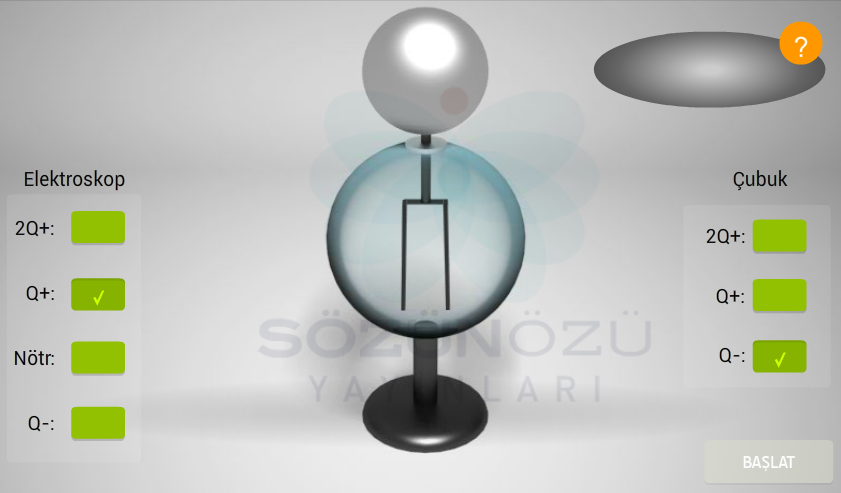 ?
Elektroskop
2Q+:
Q+: ✓
Nötr:
Q-:
SÖZÜNÖZÜ
YAYINLARI
Çubuk
2Q+:
Q+:
Q-: ✓
BAŞLAT